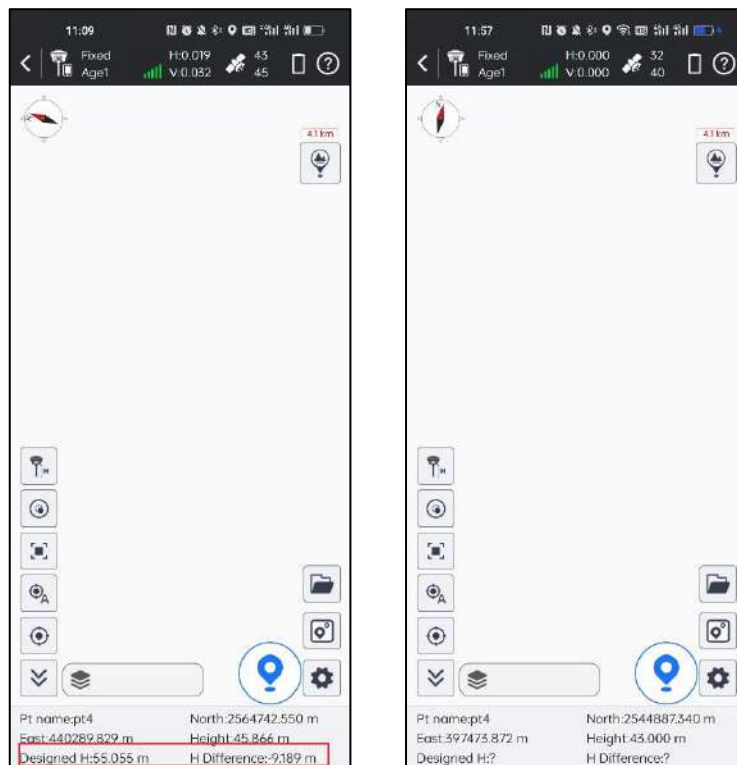 11:09
Fixed H:0.019 43
Age1 V:0.032 45
4.1 km
H
A
Pt name:pt4 North:2564742.550 m
East:440289.829 m Height:45.866 m
Designed H:55.055 m H Difference:-9.189 m
11:57
Fixed H:0.000 32
Age1 V:0.000 40
N
4.1 km
H
A
Pt name:pt4 North:2544887.340 m
East:397473.872 m Height:43.000 m
Designed H:? H Difference:?